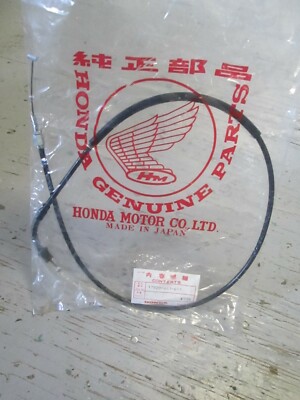 純正部品
HONDA GENUINE PARTS
HM
HONDA MOTOR CO., LTD.
MADE IN JAPAN